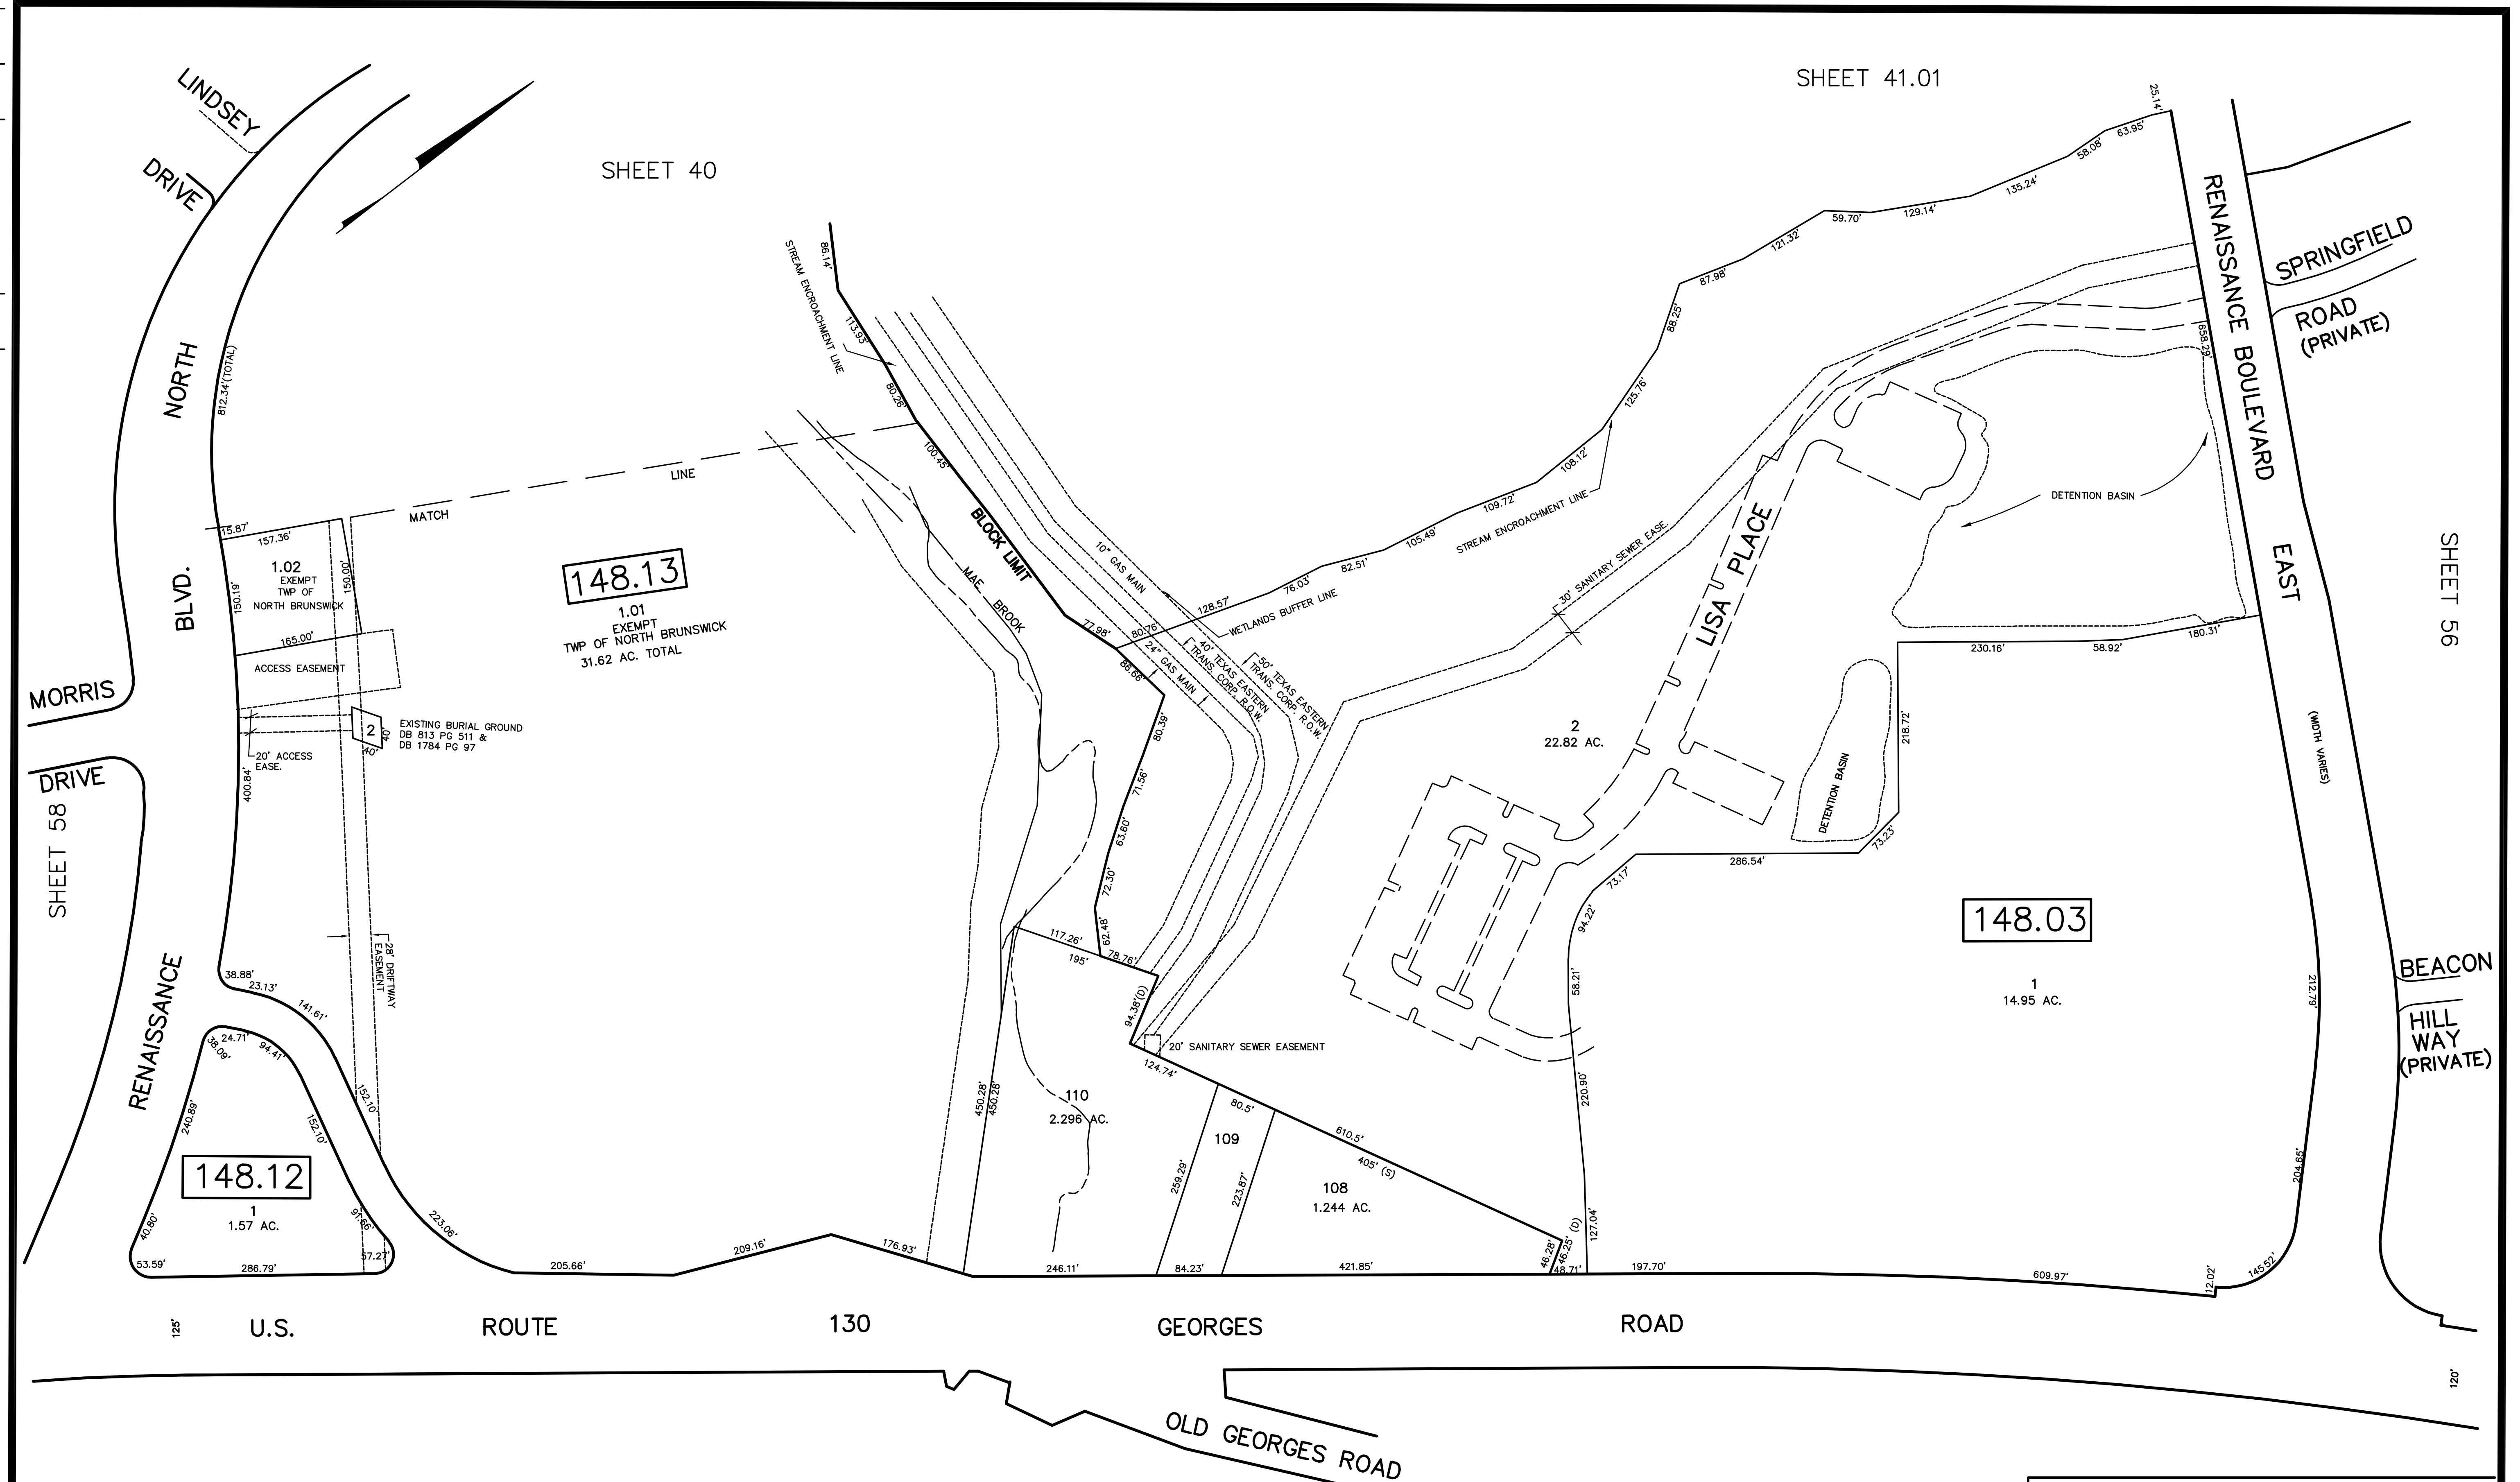 SHEET 41.01
SHEET 40
LINDSEY
DRIVE
NORTH
BLVD.
RENAISSANCE
MORRIS
DRIVE
SHEET 58
812.34'(TOTAL)
15.87'
157.36'
150.19'
150.00'
1.02
EXEMPT
TWP OF
NORTH BRUNSWICK
165.00'
ACCESS EASEMENT
20' ACCESS
EASE.
400.84'
2
40'
40'
EXISTING BURIAL GROUND
DB 813 PG 511 &
DB 1784 PG 97
28' DRIFTWAY
EASEMENT
MATCH
LINE
148.13
1.01
EXEMPT
TWP OF NORTH BRUNSWICK
31.62 AC. TOTAL
STREAM ENCROACHMENT LINE
86.14'
113.93'
80.26'
100.45'
BLOCK LIMIT
MAE
BROOK
77.98'
86.66'
80.39'
71.56'
63.60'
72.30'
62.48'
10" GAS MAIN
24" GAS MAIN
WETLANDS BUFFER LINE
40' TEXAS EASTERN
TRANS. CORP. R.O.W.
50' TEXAS EASTERN
TRANS. CORP. R.O.W.
80.76'
128.57'
76.03'
82.51'
105.49'
109.72'
108.12'
125.76'
88.25'
87.98'
121.32'
59.70'
129.14'
135.24'
58.08'
63.95'
25.14'
STREAM ENCROACHMENT LINE
30' SANITARY SEWER EASE.
LISA PLACE
2
22.82 AC.
DETENTION BASIN
DETENTION BASIN
658.29'
RENAISSANCE BOULEVARD
EAST
(WIDTH VARIES)
SPRINGFIELD
ROAD
(PRIVATE)
SHEET 56
BEACON
HILL
WAY
(PRIVATE)
230.16'
58.92'
180.31'
218.72'
73.23'
286.54'
73.17'
94.22'
58.21'
220.90'
127.04'
148.03
1
14.95 AC.
212.79'
204.65'
145.52'
12.02'
609.97'
197.70'
48.71'
46.28'
46.25' (D)
117.26'
195'
78.76'
94.38'(D)
20' SANITARY SEWER EASEMENT
124.74'
450.28'
450.28'
110
2.296 AC.
80.5'
109
259.29'
223.87'
610.5'
405' (S)
108
1.244 AC.
246.11'
84.23'
421.85'
38.88'
23.13'
141.61'
152.10'
223.06'
205.66'
209.16'
176.93'
38.09'
24.71'
94.41'
152.10'
240.89'
148.12
1
1.57 AC.
40.80'
53.59'
286.79'
91.66'
57.27'
125'
U.S. ROUTE 130 GEORGES ROAD
120'
OLD GEORGES ROAD